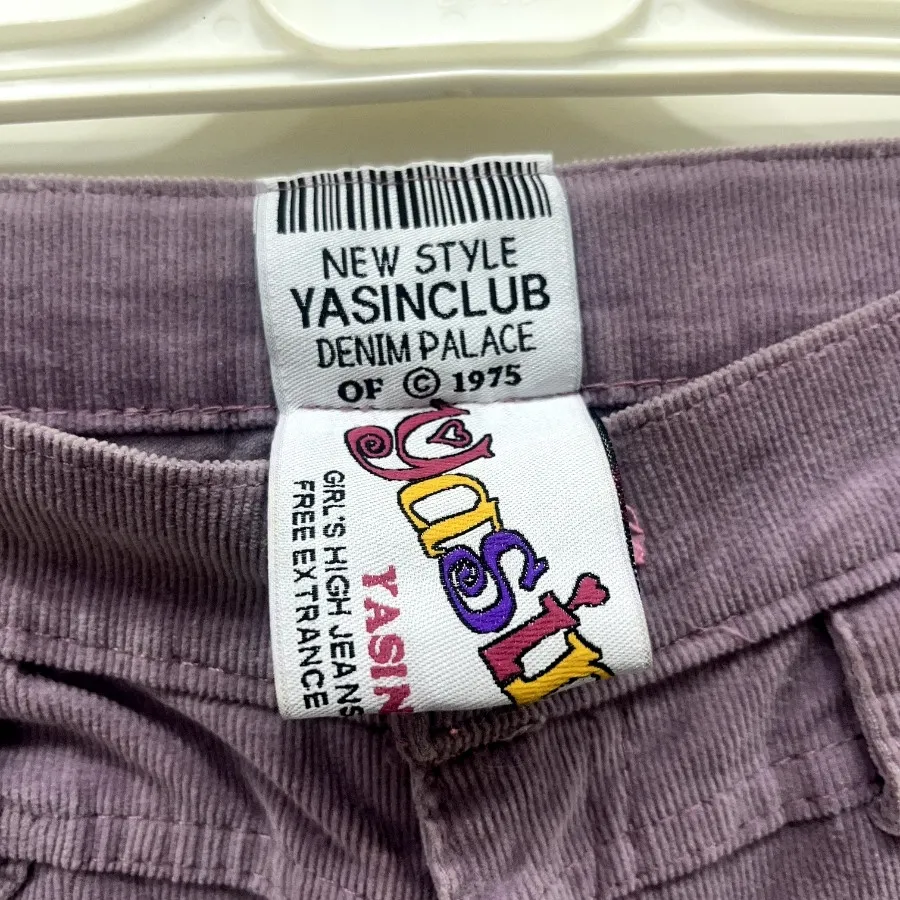 NEW STYLE
YASINCLUB
DENIM PALACE
OF © 1975
yasin
YASIN
GIRL'S HIGH JEANS
FREE EXTRANCE